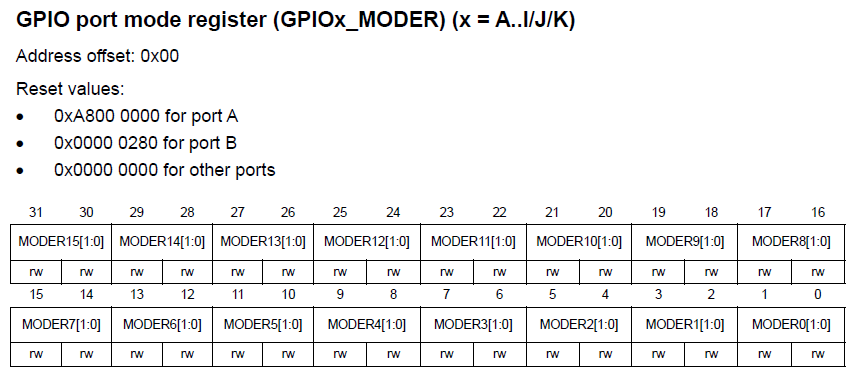 GPIO port mode register (GPIOx_MODER) (x = A..I/J/K)
Address offset: 0x00
Reset values:
• 0xA800 0000 for port A
• 0x0000 0280 for port B
• 0x0000 0000 for other ports
31 30 29 28 27 26 25 24 23 22 21 20 19 18 17 16
MODER15[1:0] MODER14[1:0] MODER13[1:0] MODER12[1:0] MODER11[1:0] MODER10[1:0] MODER9[1:0] MODER8[1:0]
rw rw rw rw rw rw rw rw rw rw rw rw rw rw rw rw
15 14 13 12 11 10 9 8 7 6 5 4 3 2 1 0
MODER7[1:0] MODER6[1:0] MODER5[1:0] MODER4[1:0] MODER3[1:0] MODER2[1:0] MODER1[1:0] MODER0[1:0]
rw rw rw rw rw rw rw rw rw rw rw rw rw rw rw rw